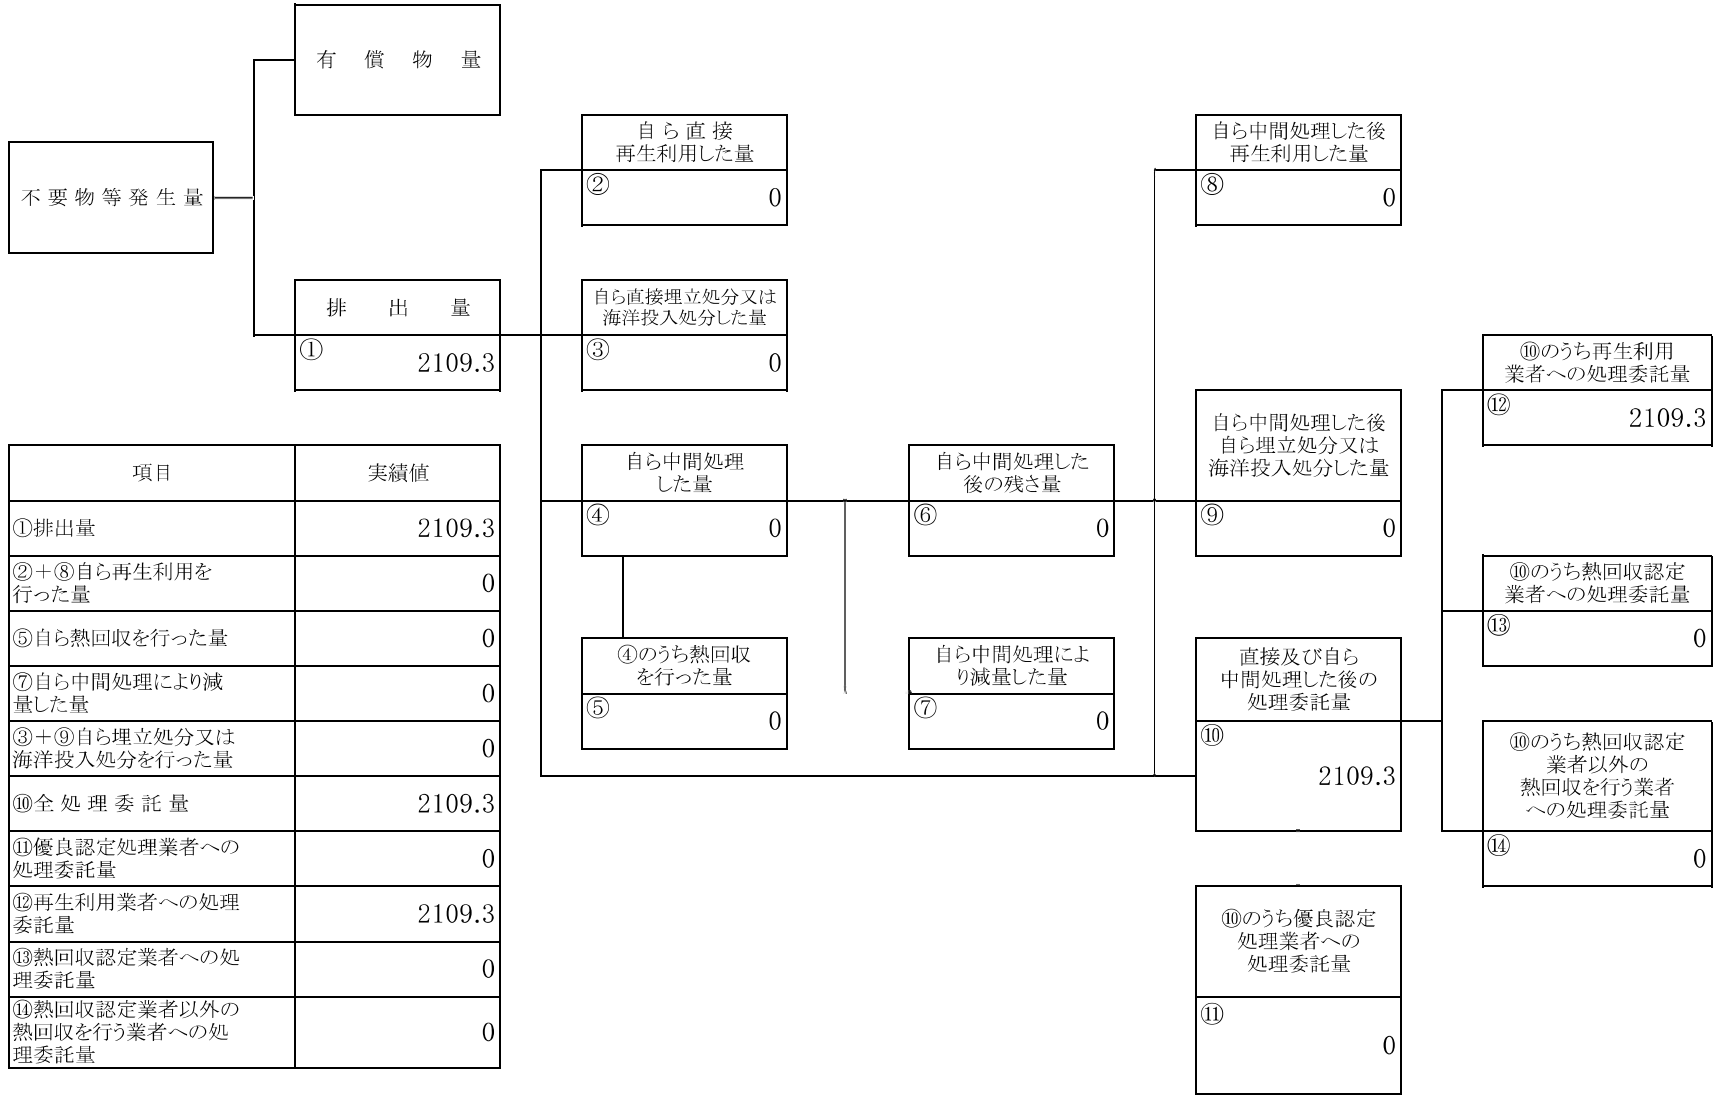 有償物量
不要物等発生量
排出量
①
2109.3
自ら直接
再生利用した量
②
0
自ら直接埋立処分又は
海洋投入処分した量
③
0
自ら中間処理
した量
④
0
④のうち熱回収
を行った量
⑤
0
自ら中間処理した
後の残さ量
⑥
0
自ら中間処理によ
り減量した量
⑦
0
自ら中間処理した後
再生利用した量
⑧
0
自ら中間処理した後
自ら埋立処分又は
海洋投入処分した量
⑨
0
直接及び自ら
中間処理した後の
処理委託量
⑩
2109.3
⑩のうち優良認定
処理業者への
処理委託量
⑪
0
⑩のうち再生利用
業者への処理委託量
⑫
2109.3
⑩のうち熱回収認定
業者への処理委託量
⑬
0
⑩のうち熱回収認定
業者以外の
熱回収を行う業者
への処理委託量
⑭
0
項目 実績値
①排出量 2109.3
②+⑧自ら再生利用を
行った量 0
⑤自ら熱回収を行った量 0
⑦自ら中間処理により減
量した量 0
③+⑨自ら埋立処分又は
海洋投入処分を行った量 0
⑩全処理委託量 2109.3
⑪優良認定処理業者への
処理委託量 0
⑫再生利用業者への処理
委託量 2109.3
⑬熱回収認定業者への処
理委託量 0
⑭熱回収認定業者以外の
熱回収を行う業者への処
理委託量 0